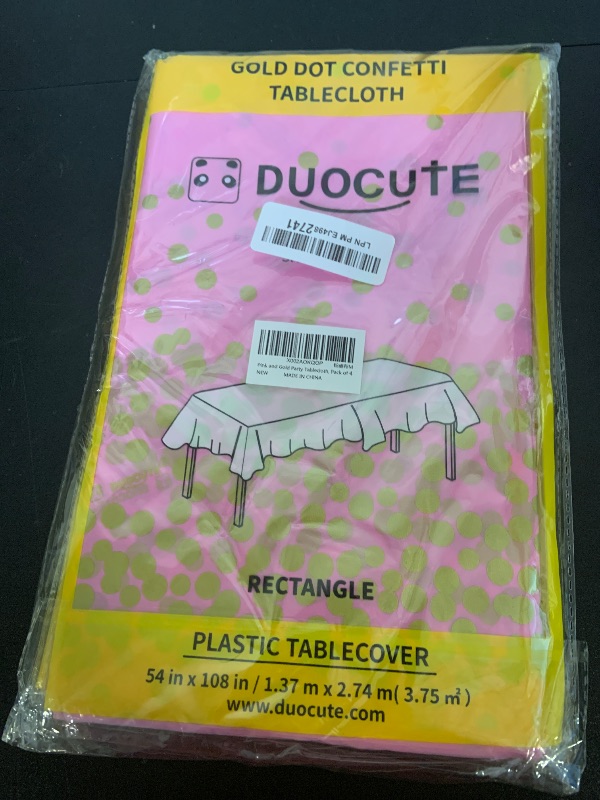 GOLD DOT CONFETTI
TABLECLOTH
DUOCUTE
LPN PM EJ4982741
X002AOKQOP
Pink and Gold Party Tablecloth, Pack of 4
NEW MADE IN CHINA
RECTANGLE
PLASTIC TABLECOVER
54 in x 108 in / 1.37 m x 2.74 m( 3.75 ㎡ )
www.duocute.com